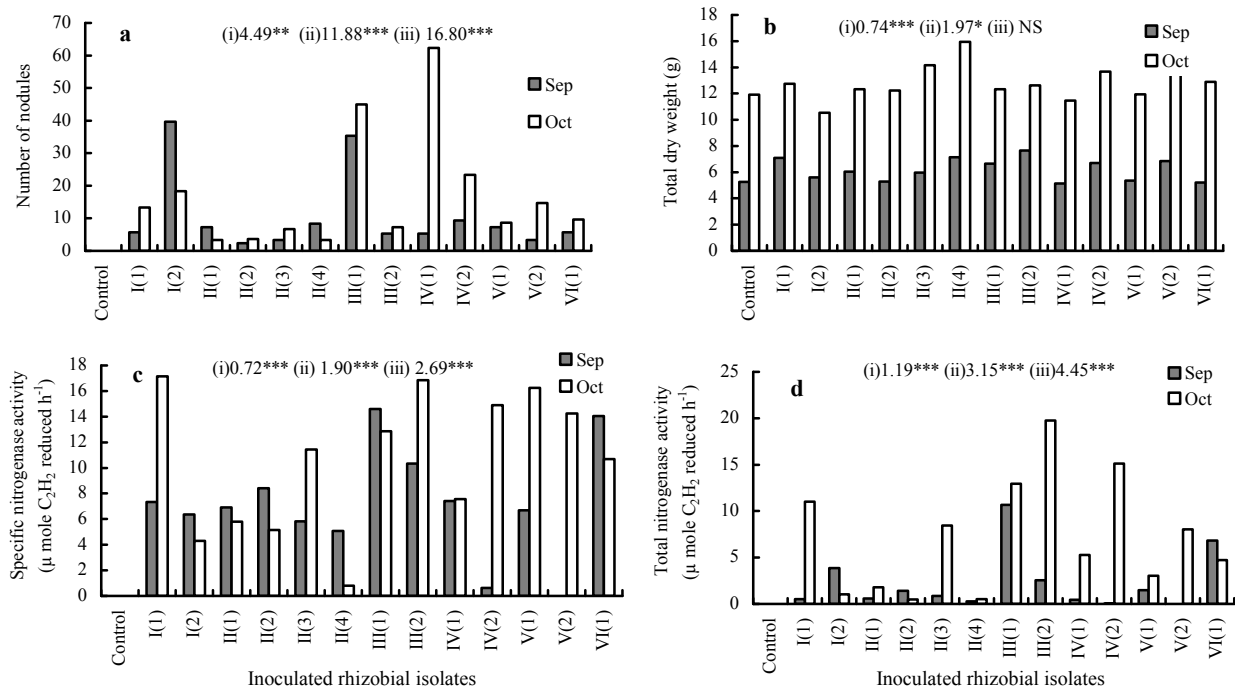 a
(i)4.49** (ii)11.88*** (iii) 16.80***
Sep
Oct
Number of nodules
70
60
50
40
30
20
10
0
Control
I(1)
I(2)
II(1)
II(2)
II(3)
II(4)
III(1)
III(2)
IV(1)
IV(2)
V(1)
V(2)
VI(1)
b
(i)0.74*** (ii)1.97* (iii) NS
Sep
Oct
Total dry weight (g)
18
16
14
12
10
8
6
4
2
0
Control
I(1)
I(2)
II(1)
II(2)
II(3)
II(4)
III(1)
III(2)
IV(1)
IV(2)
V(1)
V(2)
VI(1)
c
(i)0.72*** (ii) 1.90*** (iii) 2.69***
Sep
Oct
Specific nitrogenase activity
(µ mole C₂H₂ reduced h⁻¹)
18
16
14
12
10
8
6
4
2
0
Control
I(1)
I(2)
II(1)
II(2)
II(3)
II(4)
III(1)
III(2)
IV(1)
IV(2)
V(1)
V(2)
VI(1)
Inoculated rhizobial isolates
d
(i)1.19*** (ii)3.15*** (iii)4.45***
Sep
Oct
Total nitrogenase activity
(µ mole C₂H₂ reduced h⁻¹)
25
20
15
10
5
0
Control
I(1)
I(2)
II(1)
II(2)
II(3)
II(4)
III(1)
III(2)
IV(1)
IV(2)
V(1)
V(2)
VI(1)
Inoculated rhizobial isolates